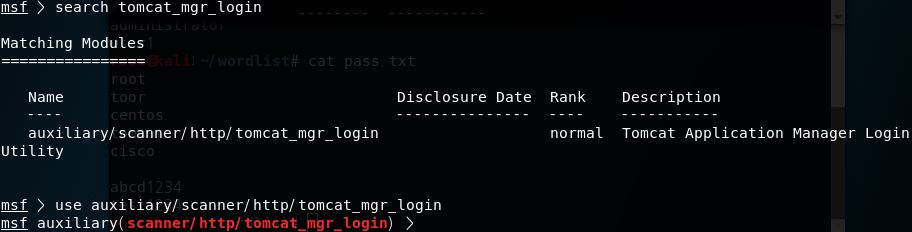 msf > search tomcat_mgr_login
--------  -----------
administrator
1
Matching Modules
================
@kali:~/wordlist# cat pass.txt
root
Name Disclosure Date Rank Description
toor
---- --------------- ---- -----------
centos
auxiliary/scanner/http/tomcat_mgr_login normal Tomcat Application Manager Login
Utility
cisco
abcd1234
msf > use auxiliary/scanner/http/tomcat_mgr_login
msf auxiliary(scanner/http/tomcat_mgr_login) >